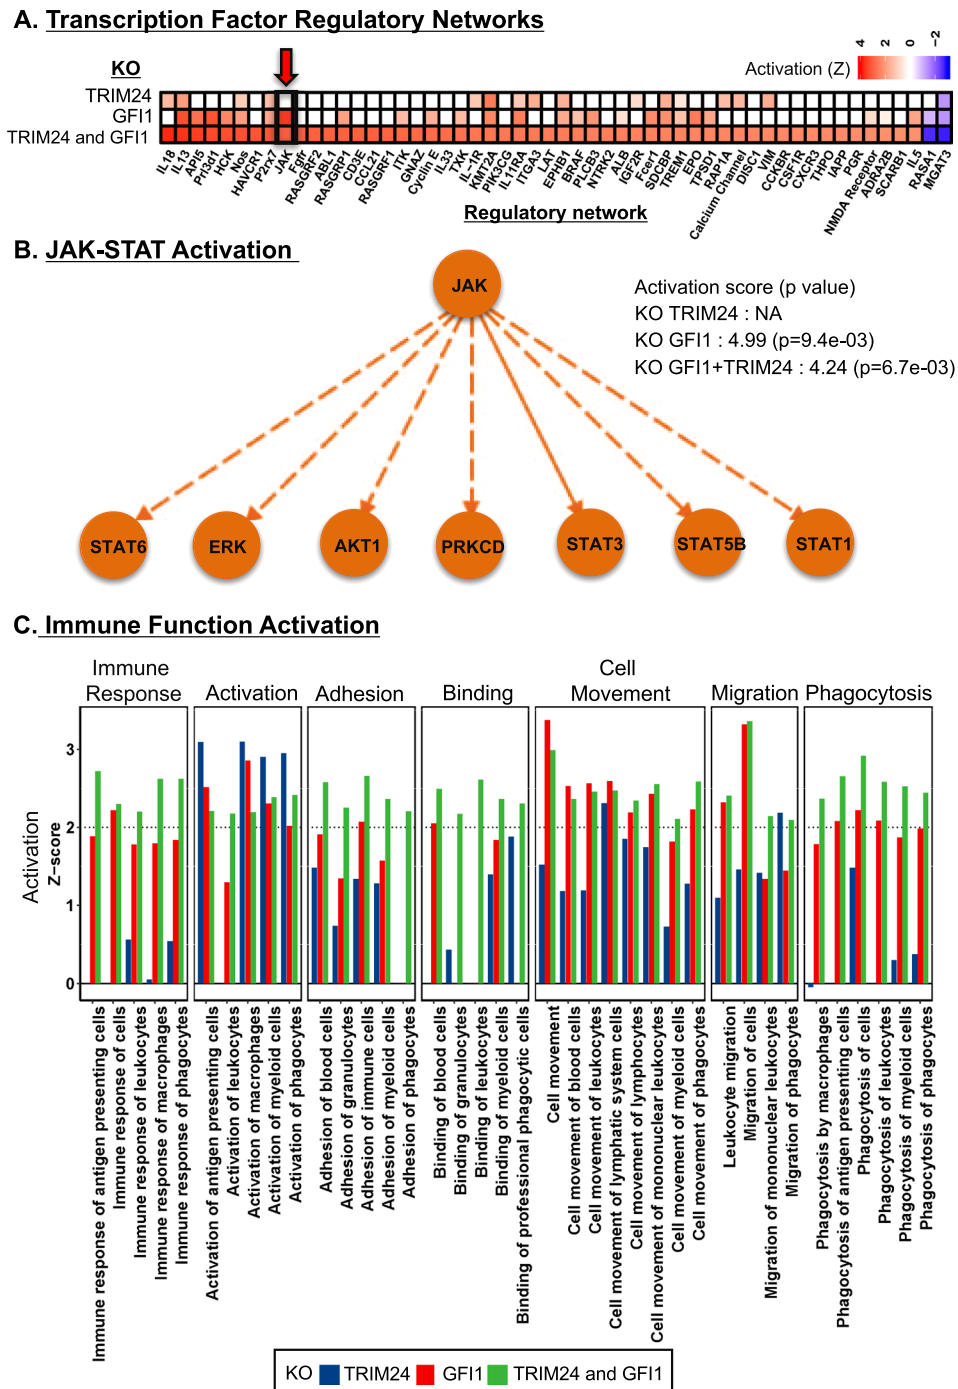 A. Transcription Factor Regulatory Networks
KO
Activation (Z)
4
2
0
−2
TRIM24
GFI1
TRIM24 and GFI1
IL18
IL13
API5
Pri3d1
HCK
Nos
HAVCR1
P2rx7
JAK
Fgfr
RASGRF2
ABL1
RASGRP1
CD3E
CCL21
RASGRF1
ITK
GNAZ
Cyclin E
IL33
TXK
IL-1R
KMT2A
PIK3CG
IL11RA
ITGA3
LAT
EPHB1
BRAF
PLCB3
NTRK2
ALB
IGF2R
Fcer1
SDCBP
TREM1
EPO
TPSD1
RAP1A
Calcium Channel
DISC1
VIM
CCKBR
CSF1R
CXCR3
THPO
IAPP
PGR
NMDA Receptor
ADRA2B
SCARB1
IL5
RASA1
MGAT3
Regulatory network
B. JAK-STAT Activation
JAK
Activation score (p value)
KO TRIM24 : NA
KO GFI1 : 4.99 (p=9.4e-03)
KO GFI1+TRIM24 : 4.24 (p=6.7e-03)
STAT6
ERK
AKT1
PRKCD
STAT3
STAT5B
STAT1
C. Immune Function Activation
Immune
Response
Activation
Adhesion
Binding
Cell
Movement
Migration
Phagocytosis
Activation
Z−score
3
2
1
0
Immune response of antigen presenting cells
Immune response of cells
Immune response of leukocytes
Immune response of macrophages
Immune response of phagocytes
Activation of antigen presenting cells
Activation of leukocytes
Activation of macrophages
Activation of myeloid cells
Activation of phagocytes
Adhesion of blood cells
Adhesion of granulocytes
Adhesion of immune cells
Adhesion of myeloid cells
Adhesion of phagocytes
Binding of blood cells
Binding of granulocytes
Binding of leukocytes
Binding of myeloid cells
Binding of professional phagocytic cells
Cell movement
Cell movement of blood cells
Cell movement of leukocytes
Cell movement of lymphatic system cells
Cell movement of lymphocytes
Cell movement of mononuclear leukocytes
Cell movement of myeloid cells
Cell movement of phagocytes
Leukocyte migration
Migration of cells
Migration of mononuclear leukocytes
Migration of phagocytes
Phagocytosis by macrophages
Phagocytosis of antigen presenting cells
Phagocytosis of cells
Phagocytosis of leukocytes
Phagocytosis of myeloid cells
Phagocytosis of phagocytes
KO TRIM24 GFI1 TRIM24 and GFI1